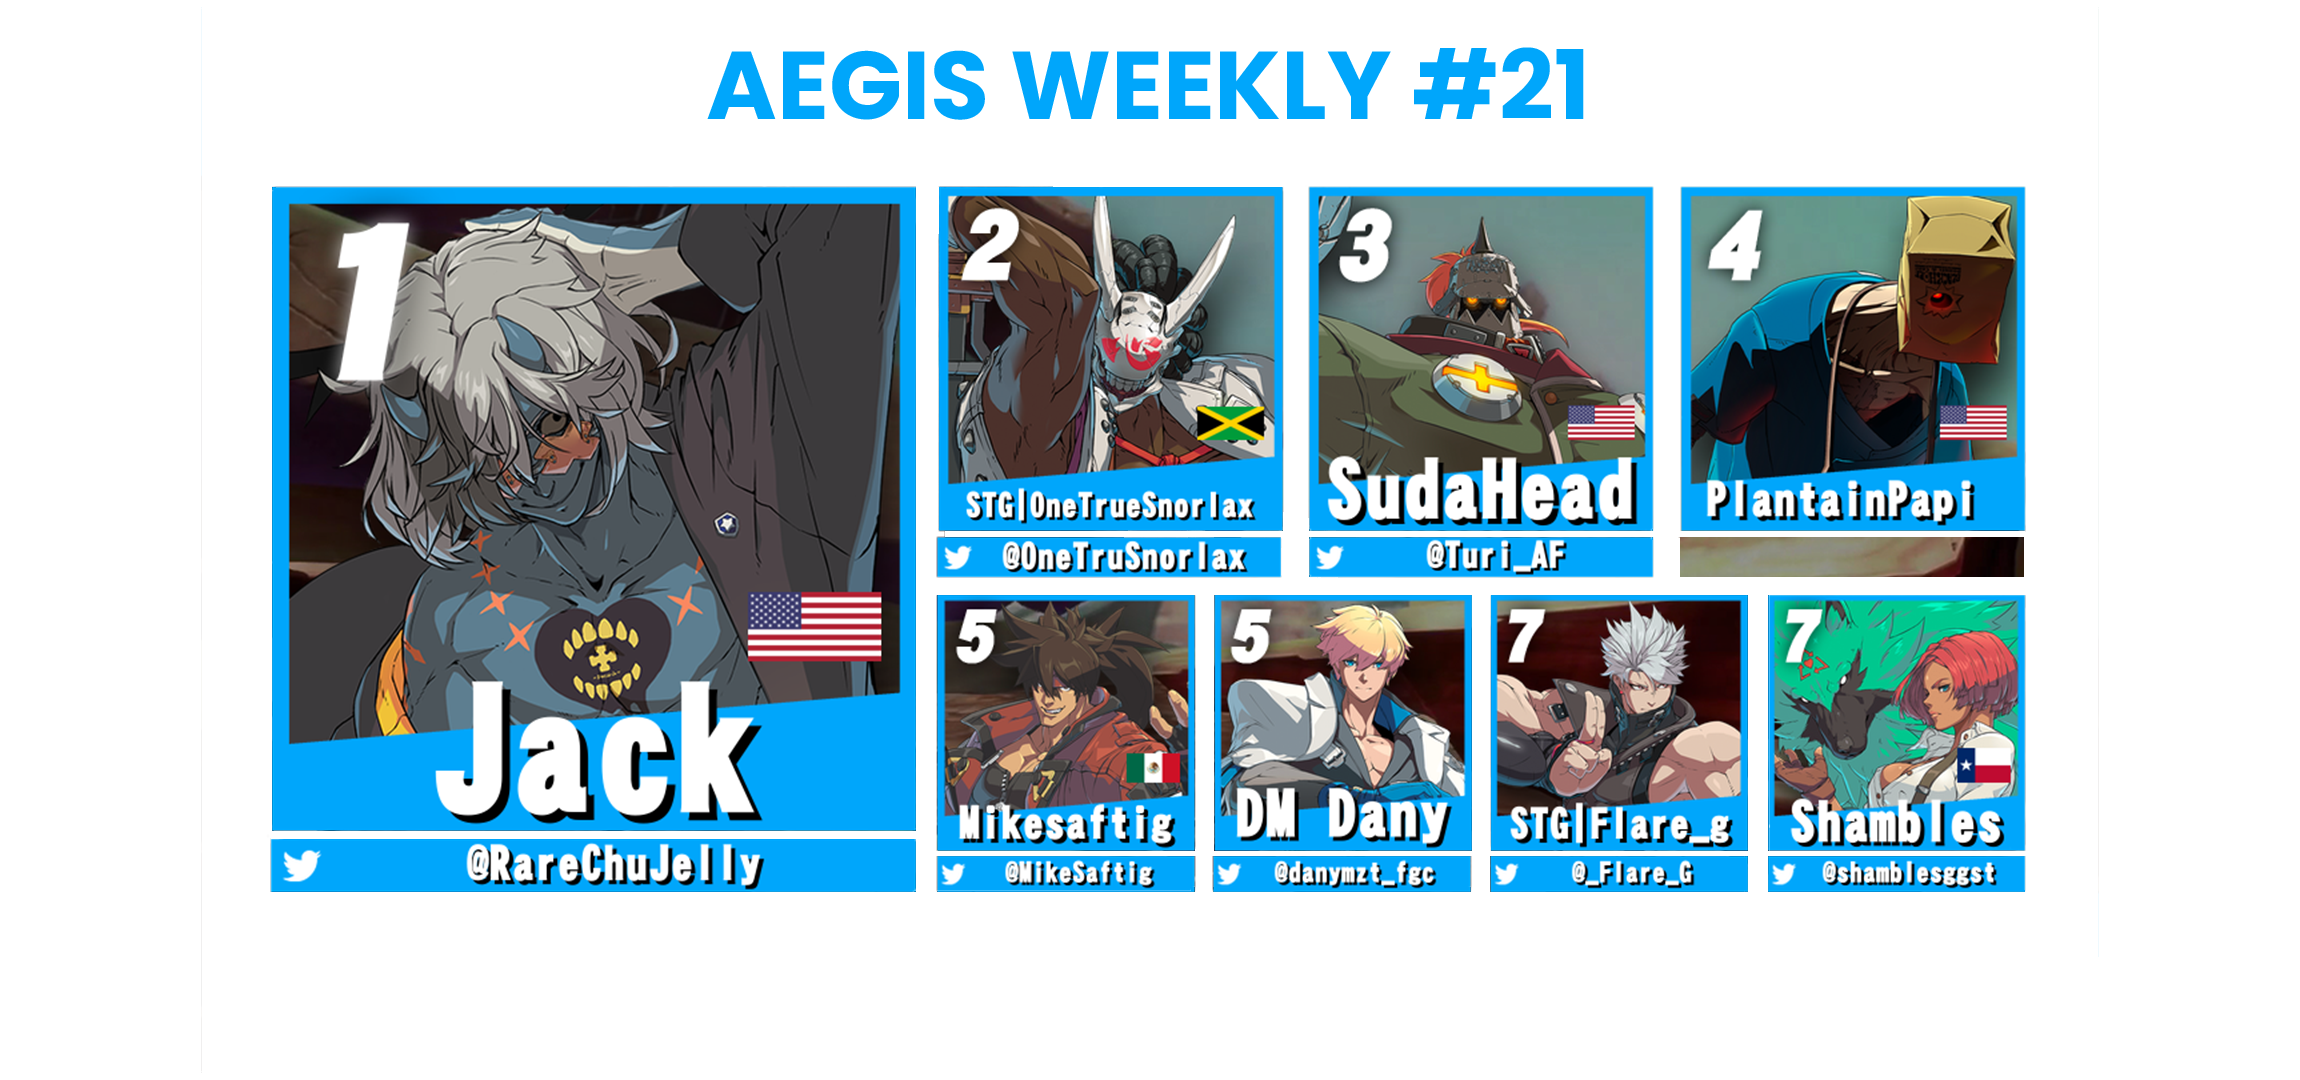 AEGIS WEEKLY #21
1
Jack
@RareChuJelly
2
STG|OneTrueSnorlax
@OneTruSnorlax
3
SudaHead
@Turi_AF
4
PlantainPapi
5
Mikesaftig
@MikeSaftig
5
DM Dany
@danymzt_fgc
7
STG|Flare_g
@_Flare_G
7
Shambles
@shamblesggst